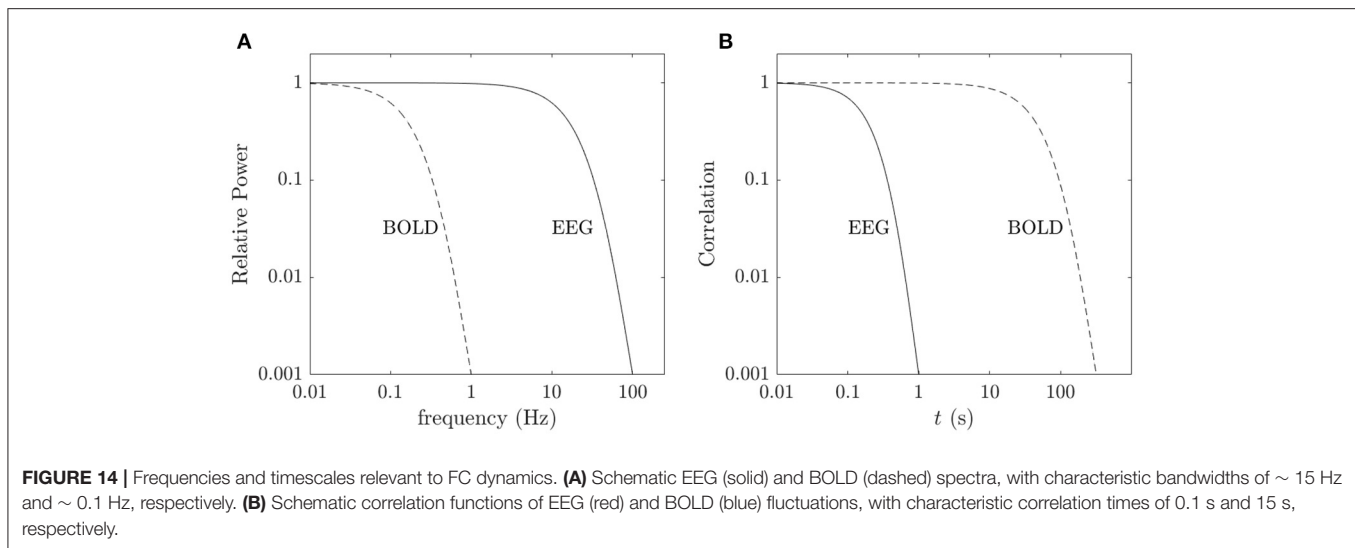 A
Relative Power
1
0.1
0.01
0.001
BOLD
EEG
0.01
0.1
1
10
100
frequency (Hz)
B
Correlation
1
0.1
0.01
0.001
EEG
BOLD
0.01
0.1
1
10
100
t (s)
FIGURE 14 | Frequencies and timescales relevant to FC dynamics. (A) Schematic EEG (solid) and BOLD (dashed) spectra, with characteristic bandwidths of ∼ 15 Hz
and ∼ 0.1 Hz, respectively. (B) Schematic correlation functions of EEG (red) and BOLD (blue) fluctuations, with characteristic correlation times of 0.1 s and 15 s,
respectively.